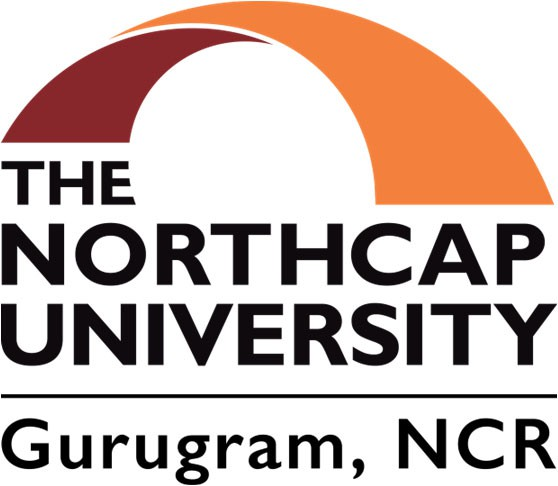 THE
NORTHCAP
UNIVERSITY
Gurugram, NCR